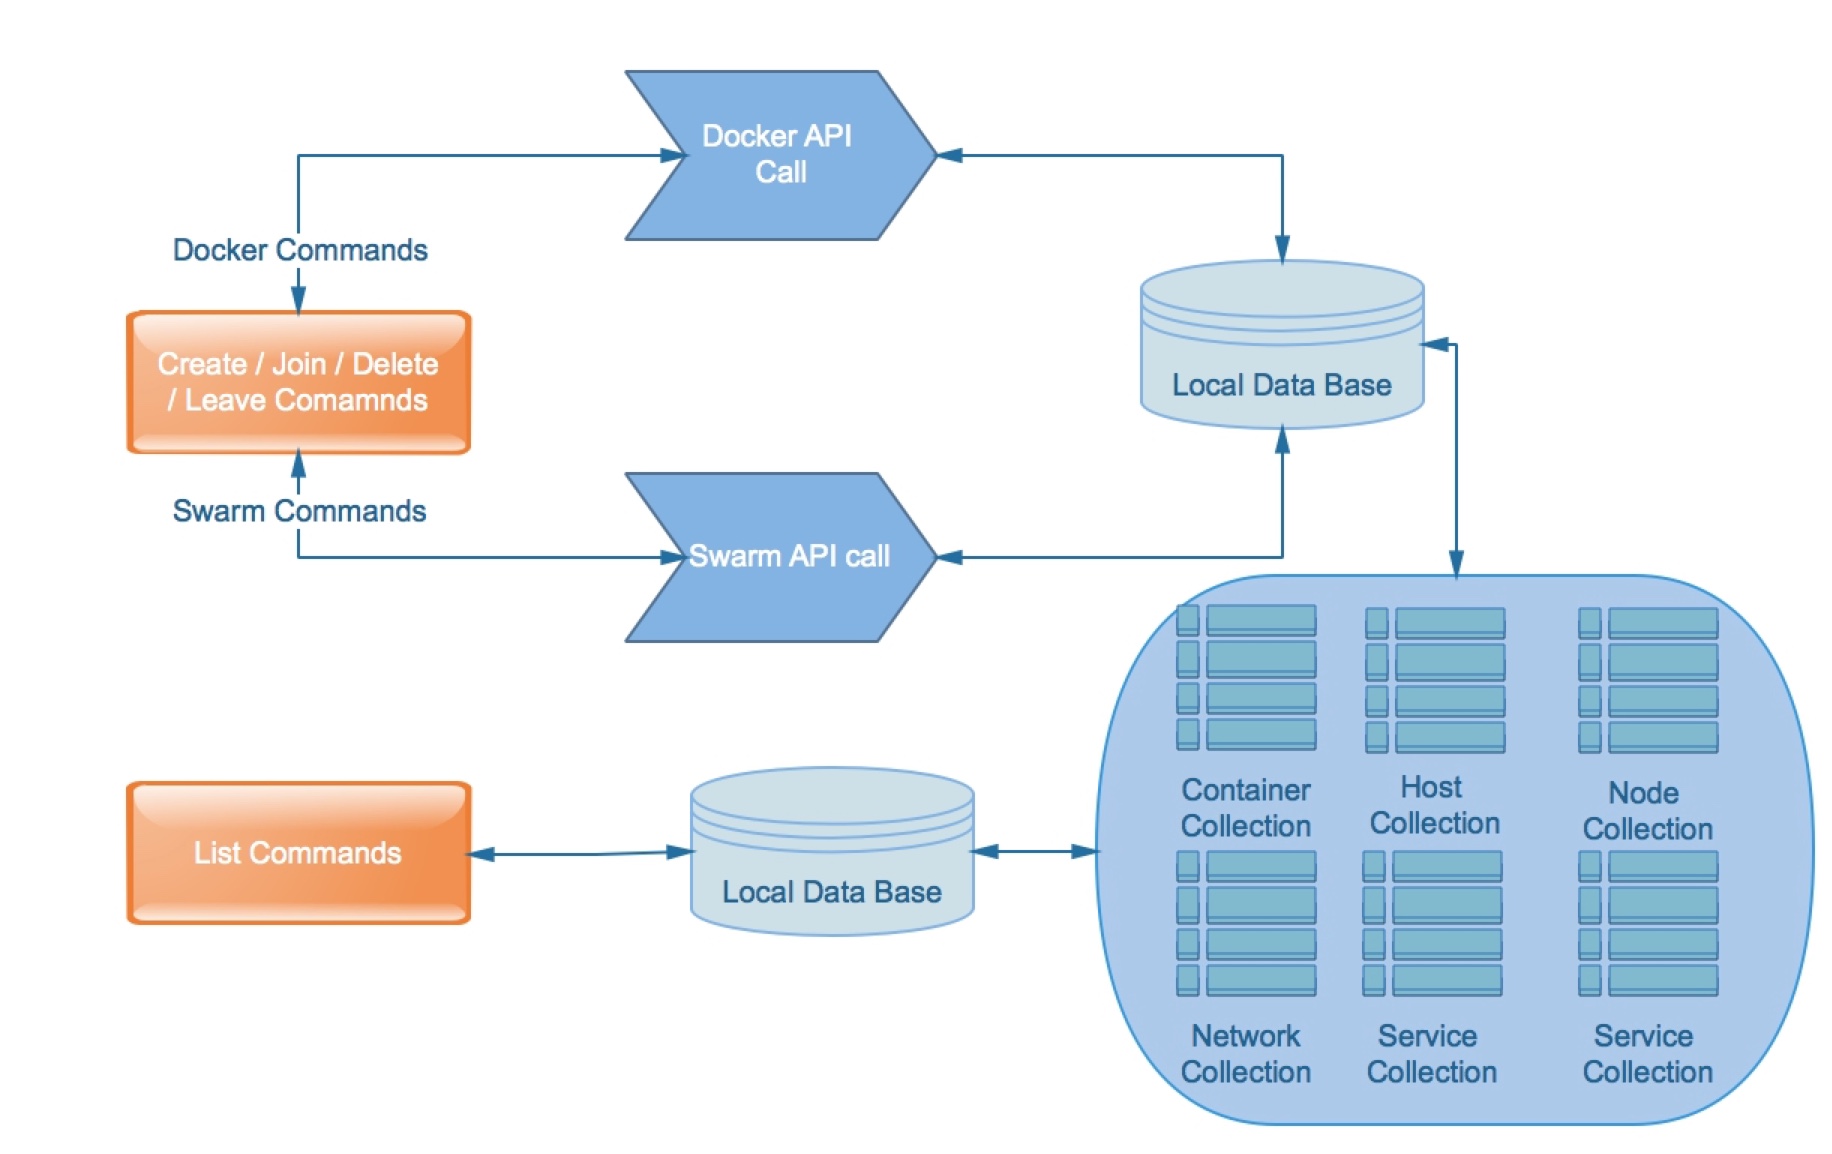 Docker API
Call
Docker Commands
Create / Join / Delete
/ Leave Comamnds
Local Data Base
Swarm Commands
Swarm API call
Container
Collection
Host
Collection
Node
Collection
List Commands
Local Data Base
Network
Collection
Service
Collection
Service
Collection